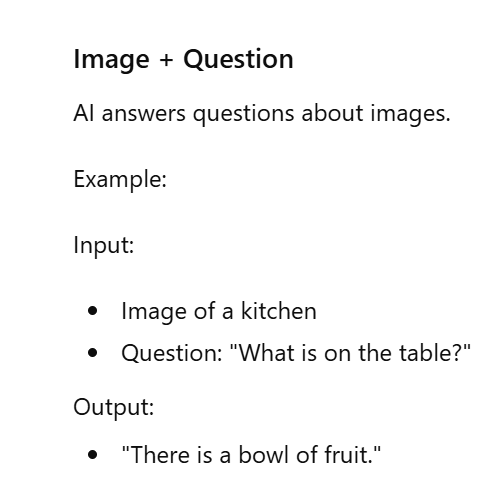 Image + Question
AI answers questions about images.
Example:
Input:
• Image of a kitchen
• Question: "What is on the table?"
Output:
• "There is a bowl of fruit."